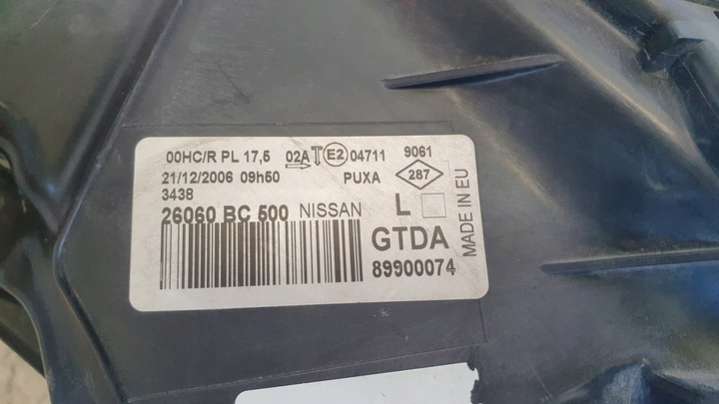 00HC/R PL 17,5 02A E2 04711 9061
21/12/2006 09h50 PUXA 287
3438
26060 BC 500 NISSAN L
GTDA
89900074
MADE IN EU